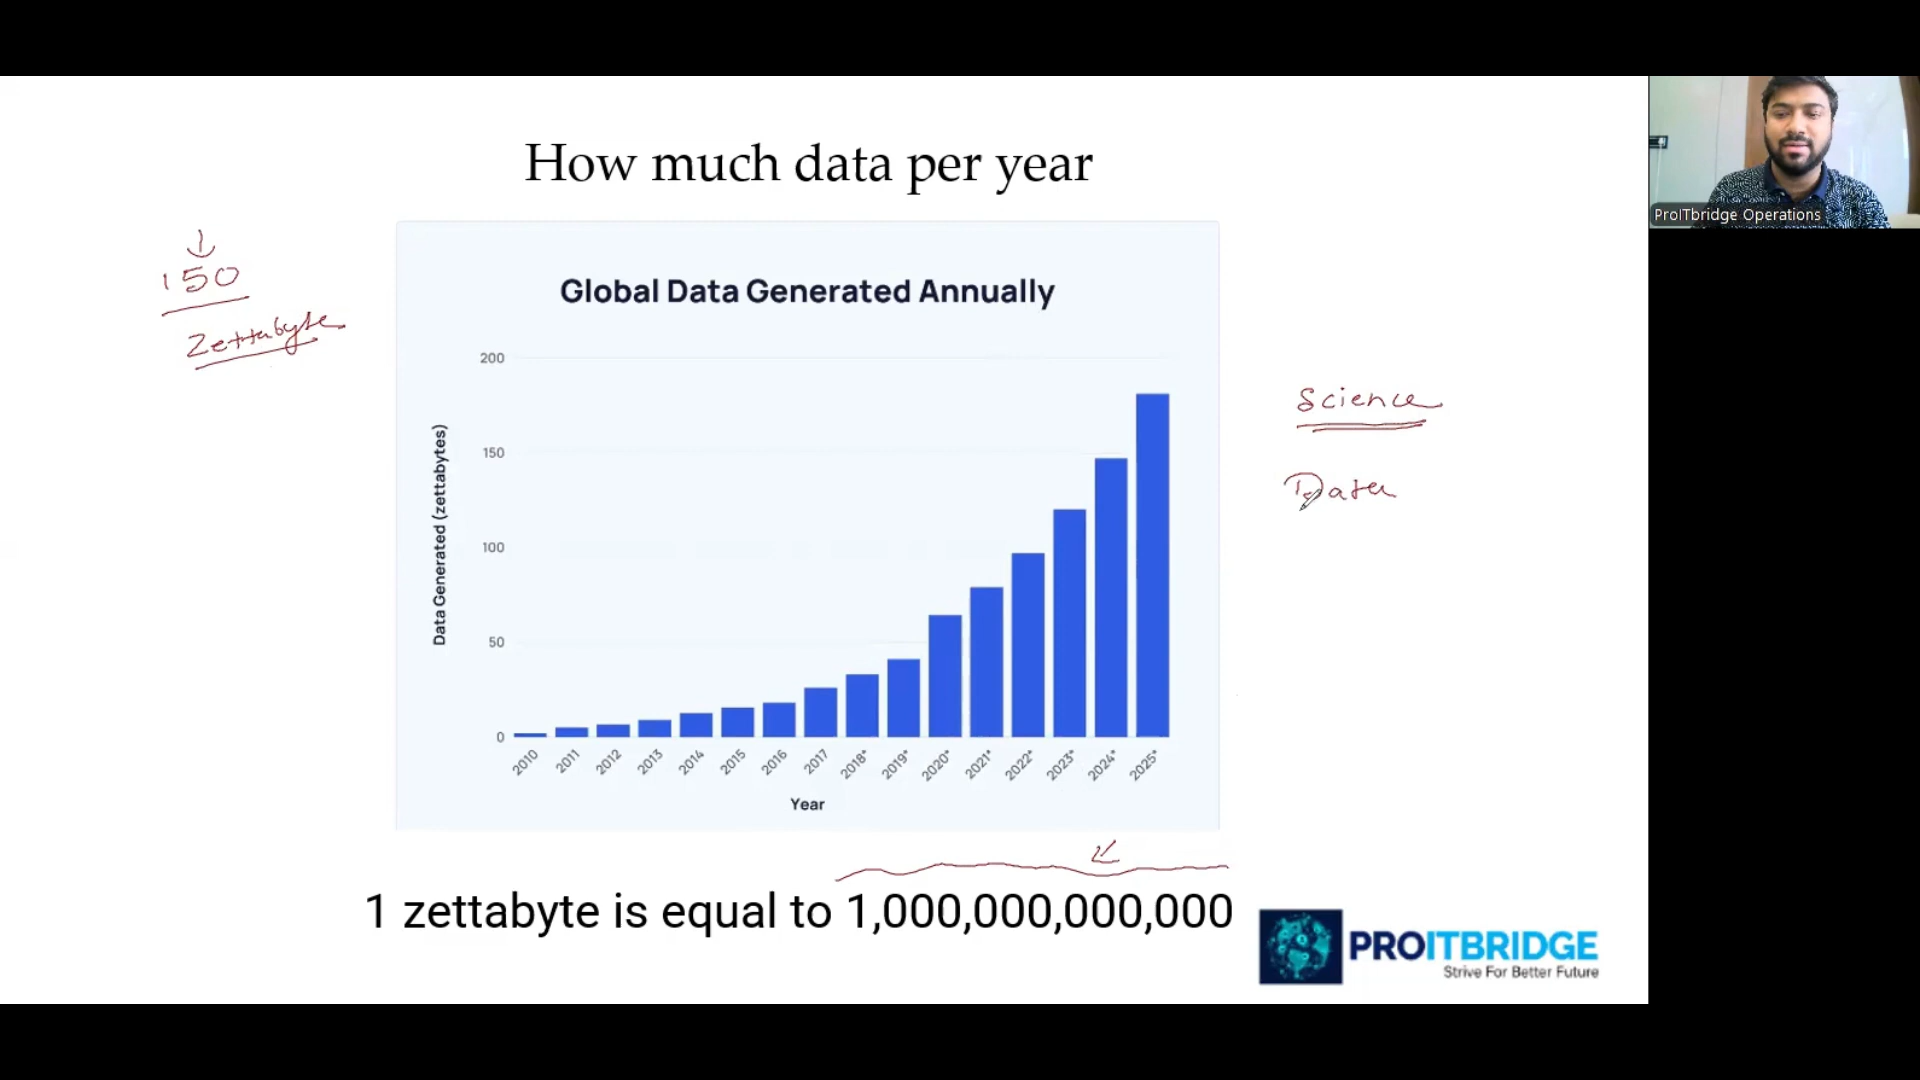 How much data per year
ProITbridge Operations
150
Zettabyte
Global Data Generated Annually
Data Generated (zettabytes)
200
150
100
50
0
2010 2011 2012 2013 2014 2015 2016 2017 2018* 2019* 2020* 2021* 2022* 2023* 2024* 2025*
Year
Science
Data
1 zettabyte is equal to 1,000,000,000,000
PROITBRIDGE
Strive For Better Future